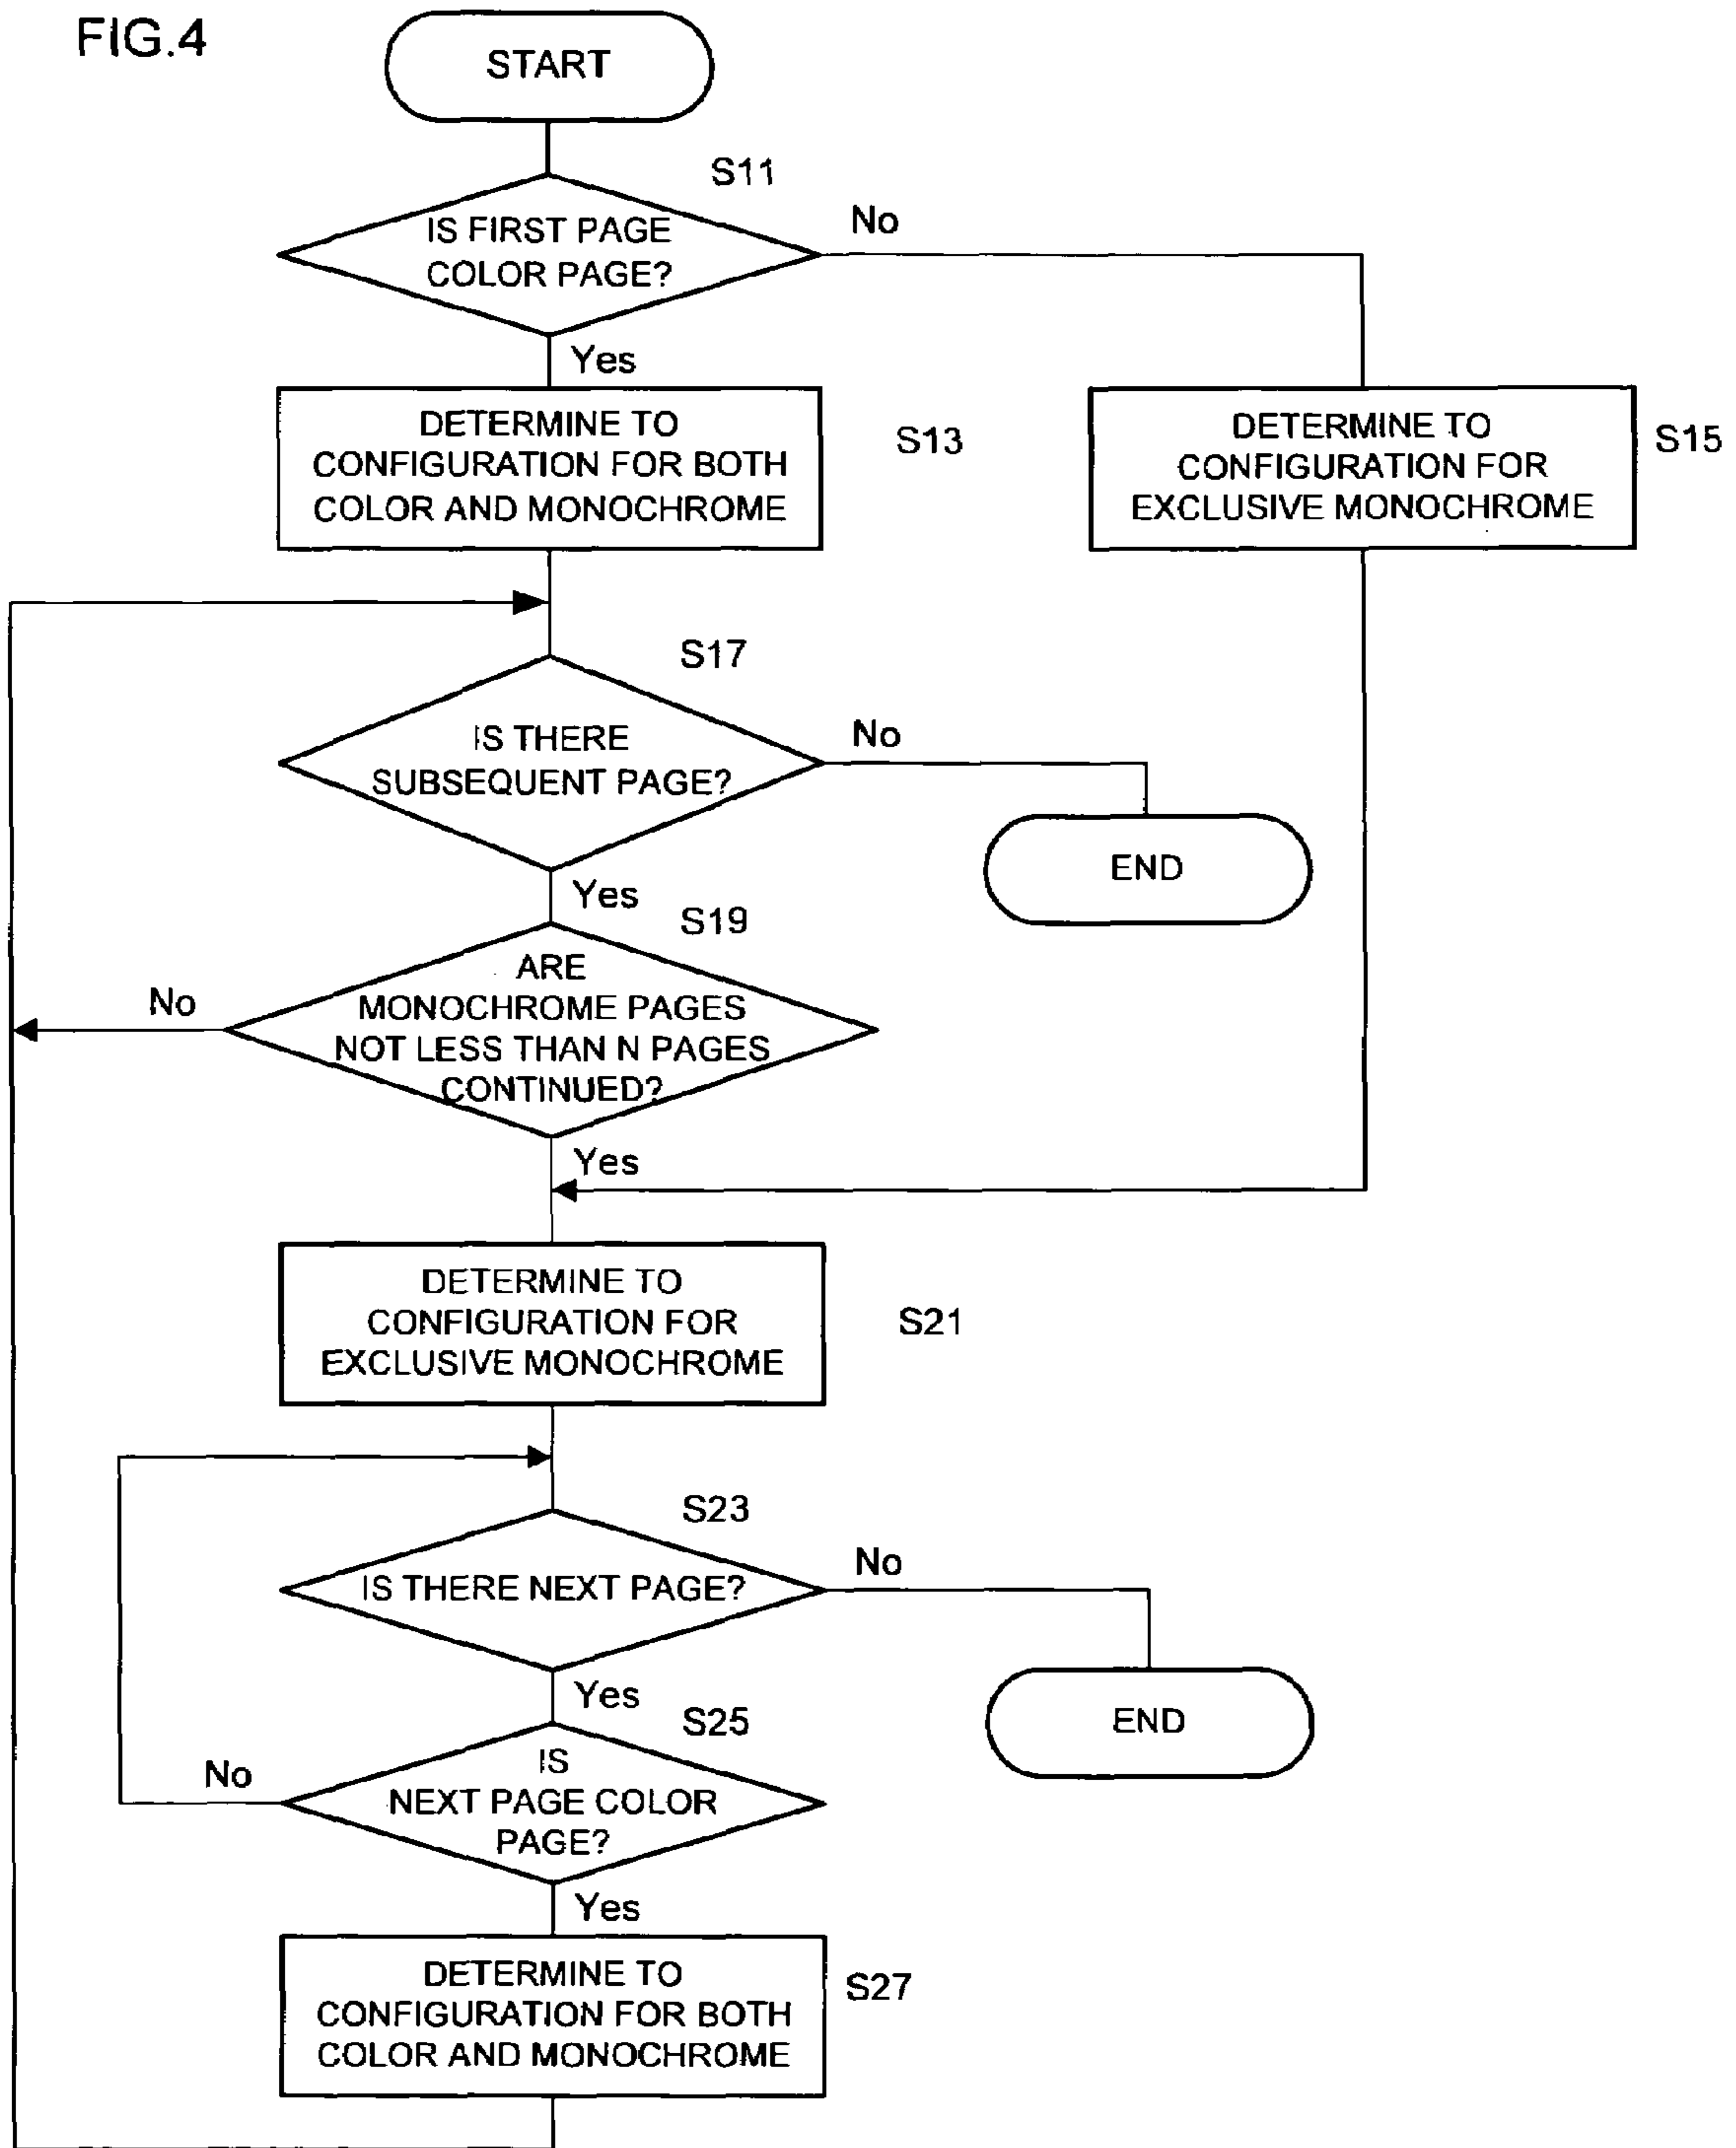 FIG.4
START
S11
IS FIRST PAGE
COLOR PAGE?
No
Yes
DETERMINE TO
CONFIGURATION FOR BOTH
COLOR AND MONOCHROME
S13
DETERMINE TO
CONFIGURATION FOR
EXCLUSIVE MONOCHROME
S15
S17
IS THERE
SUBSEQUENT PAGE?
No
END
Yes
S19
ARE
MONOCHROME PAGES
NOT LESS THAN N PAGES
CONTINUED?
No
Yes
DETERMINE TO
CONFIGURATION FOR
EXCLUSIVE MONOCHROME
S21
S23
IS THERE NEXT PAGE?
No
END
Yes
S25
IS
NEXT PAGE COLOR
PAGE?
No
Yes
DETERMINE TO
CONFIGURATION FOR BOTH
COLOR AND MONOCHROME
S27